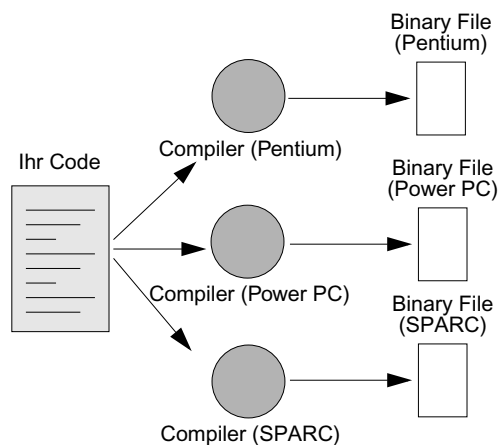 Binary File
(Pentium)
Compiler (Pentium)
Ihr Code
Binary File
(Power PC)
Compiler (Power PC)
Binary File
(SPARC)
Compiler (SPARC)